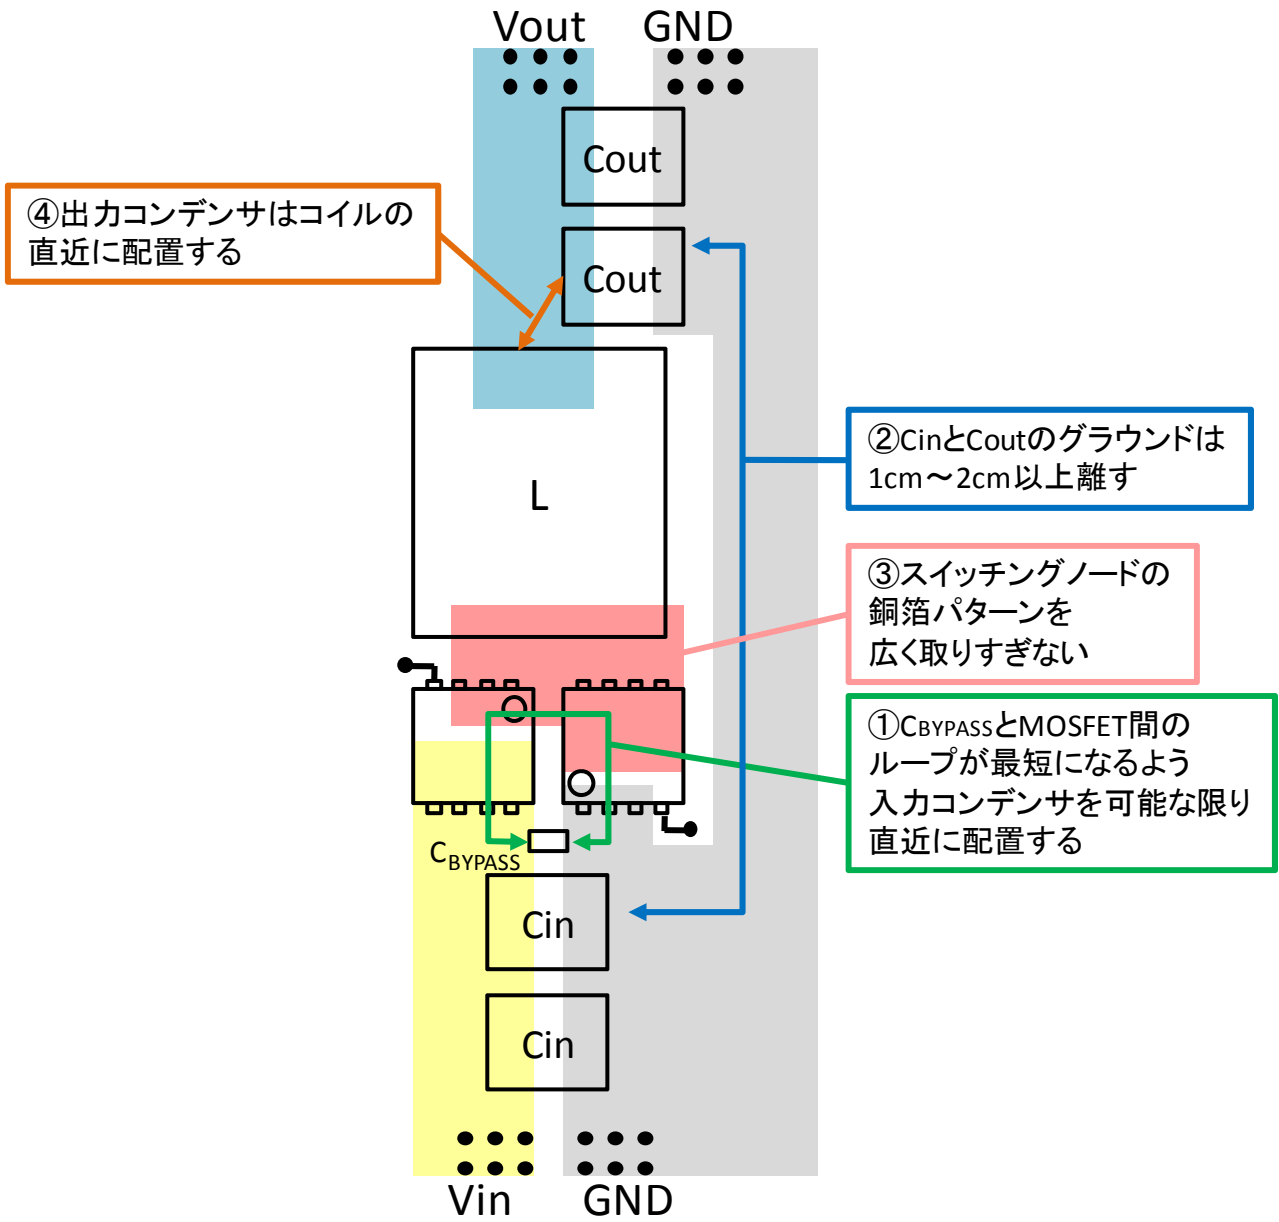 Vout
GND
Cout
④出力コンデンサはコイルの
直近に配置する
Cout
②CinとCoutのグラウンドは
1cm～2cm以上離す
L
③スイッチングノードの
銅箔パターンを
広く取りすぎない
①CBYPASSとMOSFET間の
ループが最短になるよう
入力コンデンサを可能な限り
直近に配置する
CBYPASS
Cin
Cin
Vin
GND